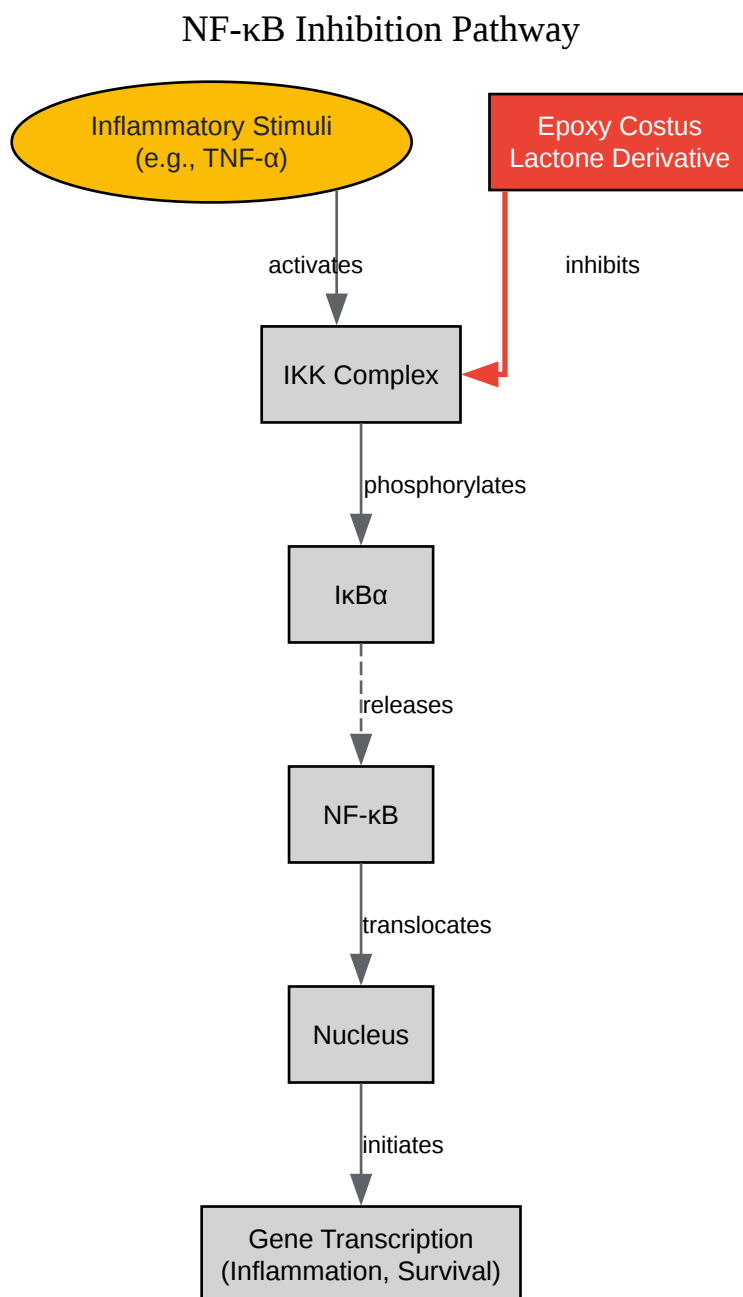 NF-κB Inhibition Pathway
Inflammatory Stimuli
(e.g., TNF-α)
Epoxy Costus
Lactone Derivative
activates
inhibits
IKK Complex
phosphorylates
IκBα
releases
NF-κB
translocates
Nucleus
initiates
Gene Transcription
(Inflammation, Survival)